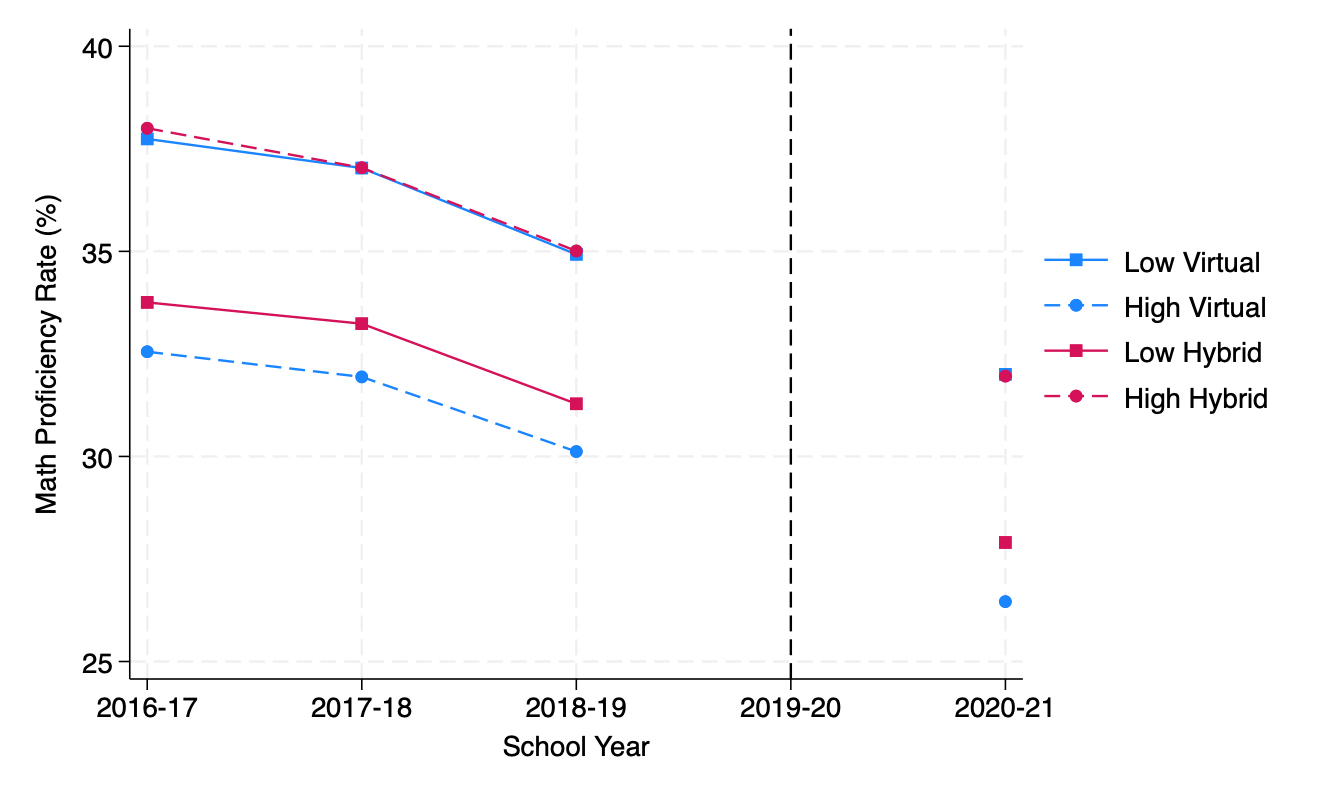 Math Proficiency Rate (%)
40
35
30
25
2016-17
2017-18
2018-19
2019-20
2020-21
School Year
Low Virtual
High Virtual
Low Hybrid
High Hybrid